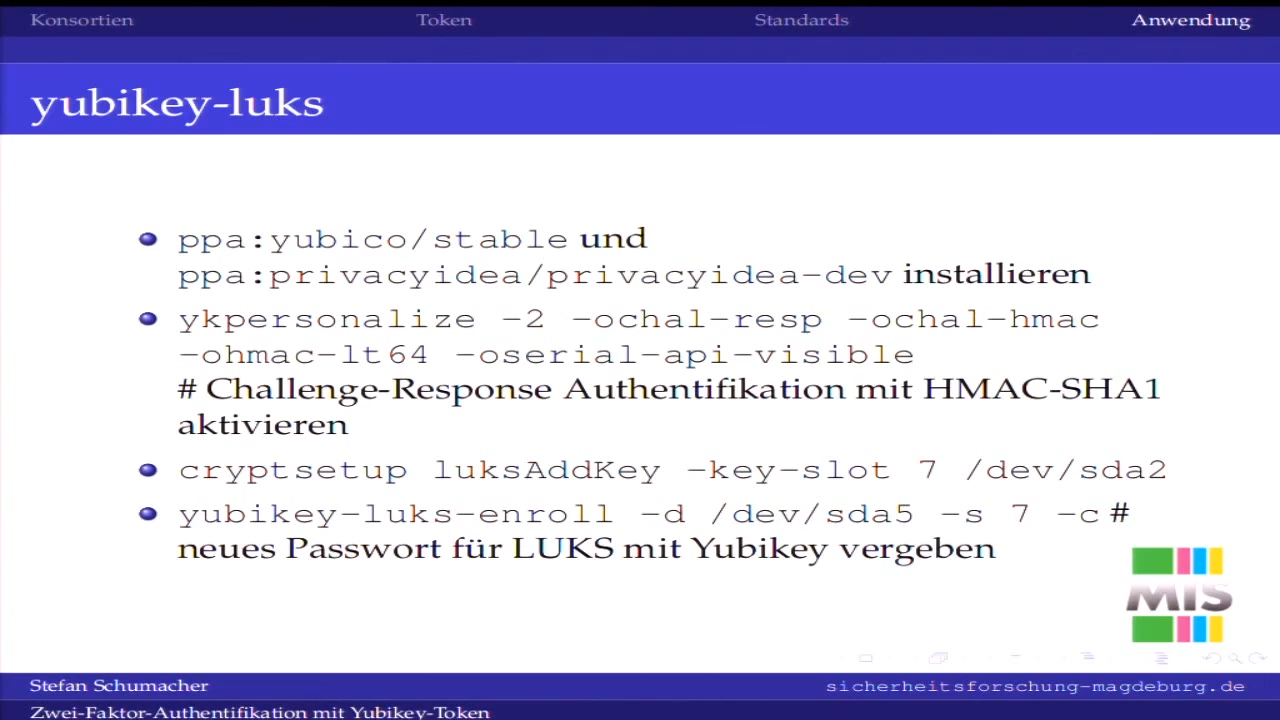 Konsortien Token Standards Anwendung
yubikey-luks
ppa:yubico/stable und
ppa:privacyidea/privacyidea-dev installieren
ykpersonalize -2 -ochal-resp -ochal-hmac
-ohmac-lt64 -oserial-api-visible
# Challenge-Response Authentifikation mit HMAC-SHA1
aktivieren
cryptsetup luksAddKey -key-slot 7 /dev/sda2
yubikey-luks-enroll -d /dev/sda5 -s 7 -c #
neues Passwort für LUKS mit Yubikey vergeben
MIS
Stefan Schumacher sicherheitsforschung-magdeburg.de
Zwei-Faktor-Authentifikation mit Yubikey-Token